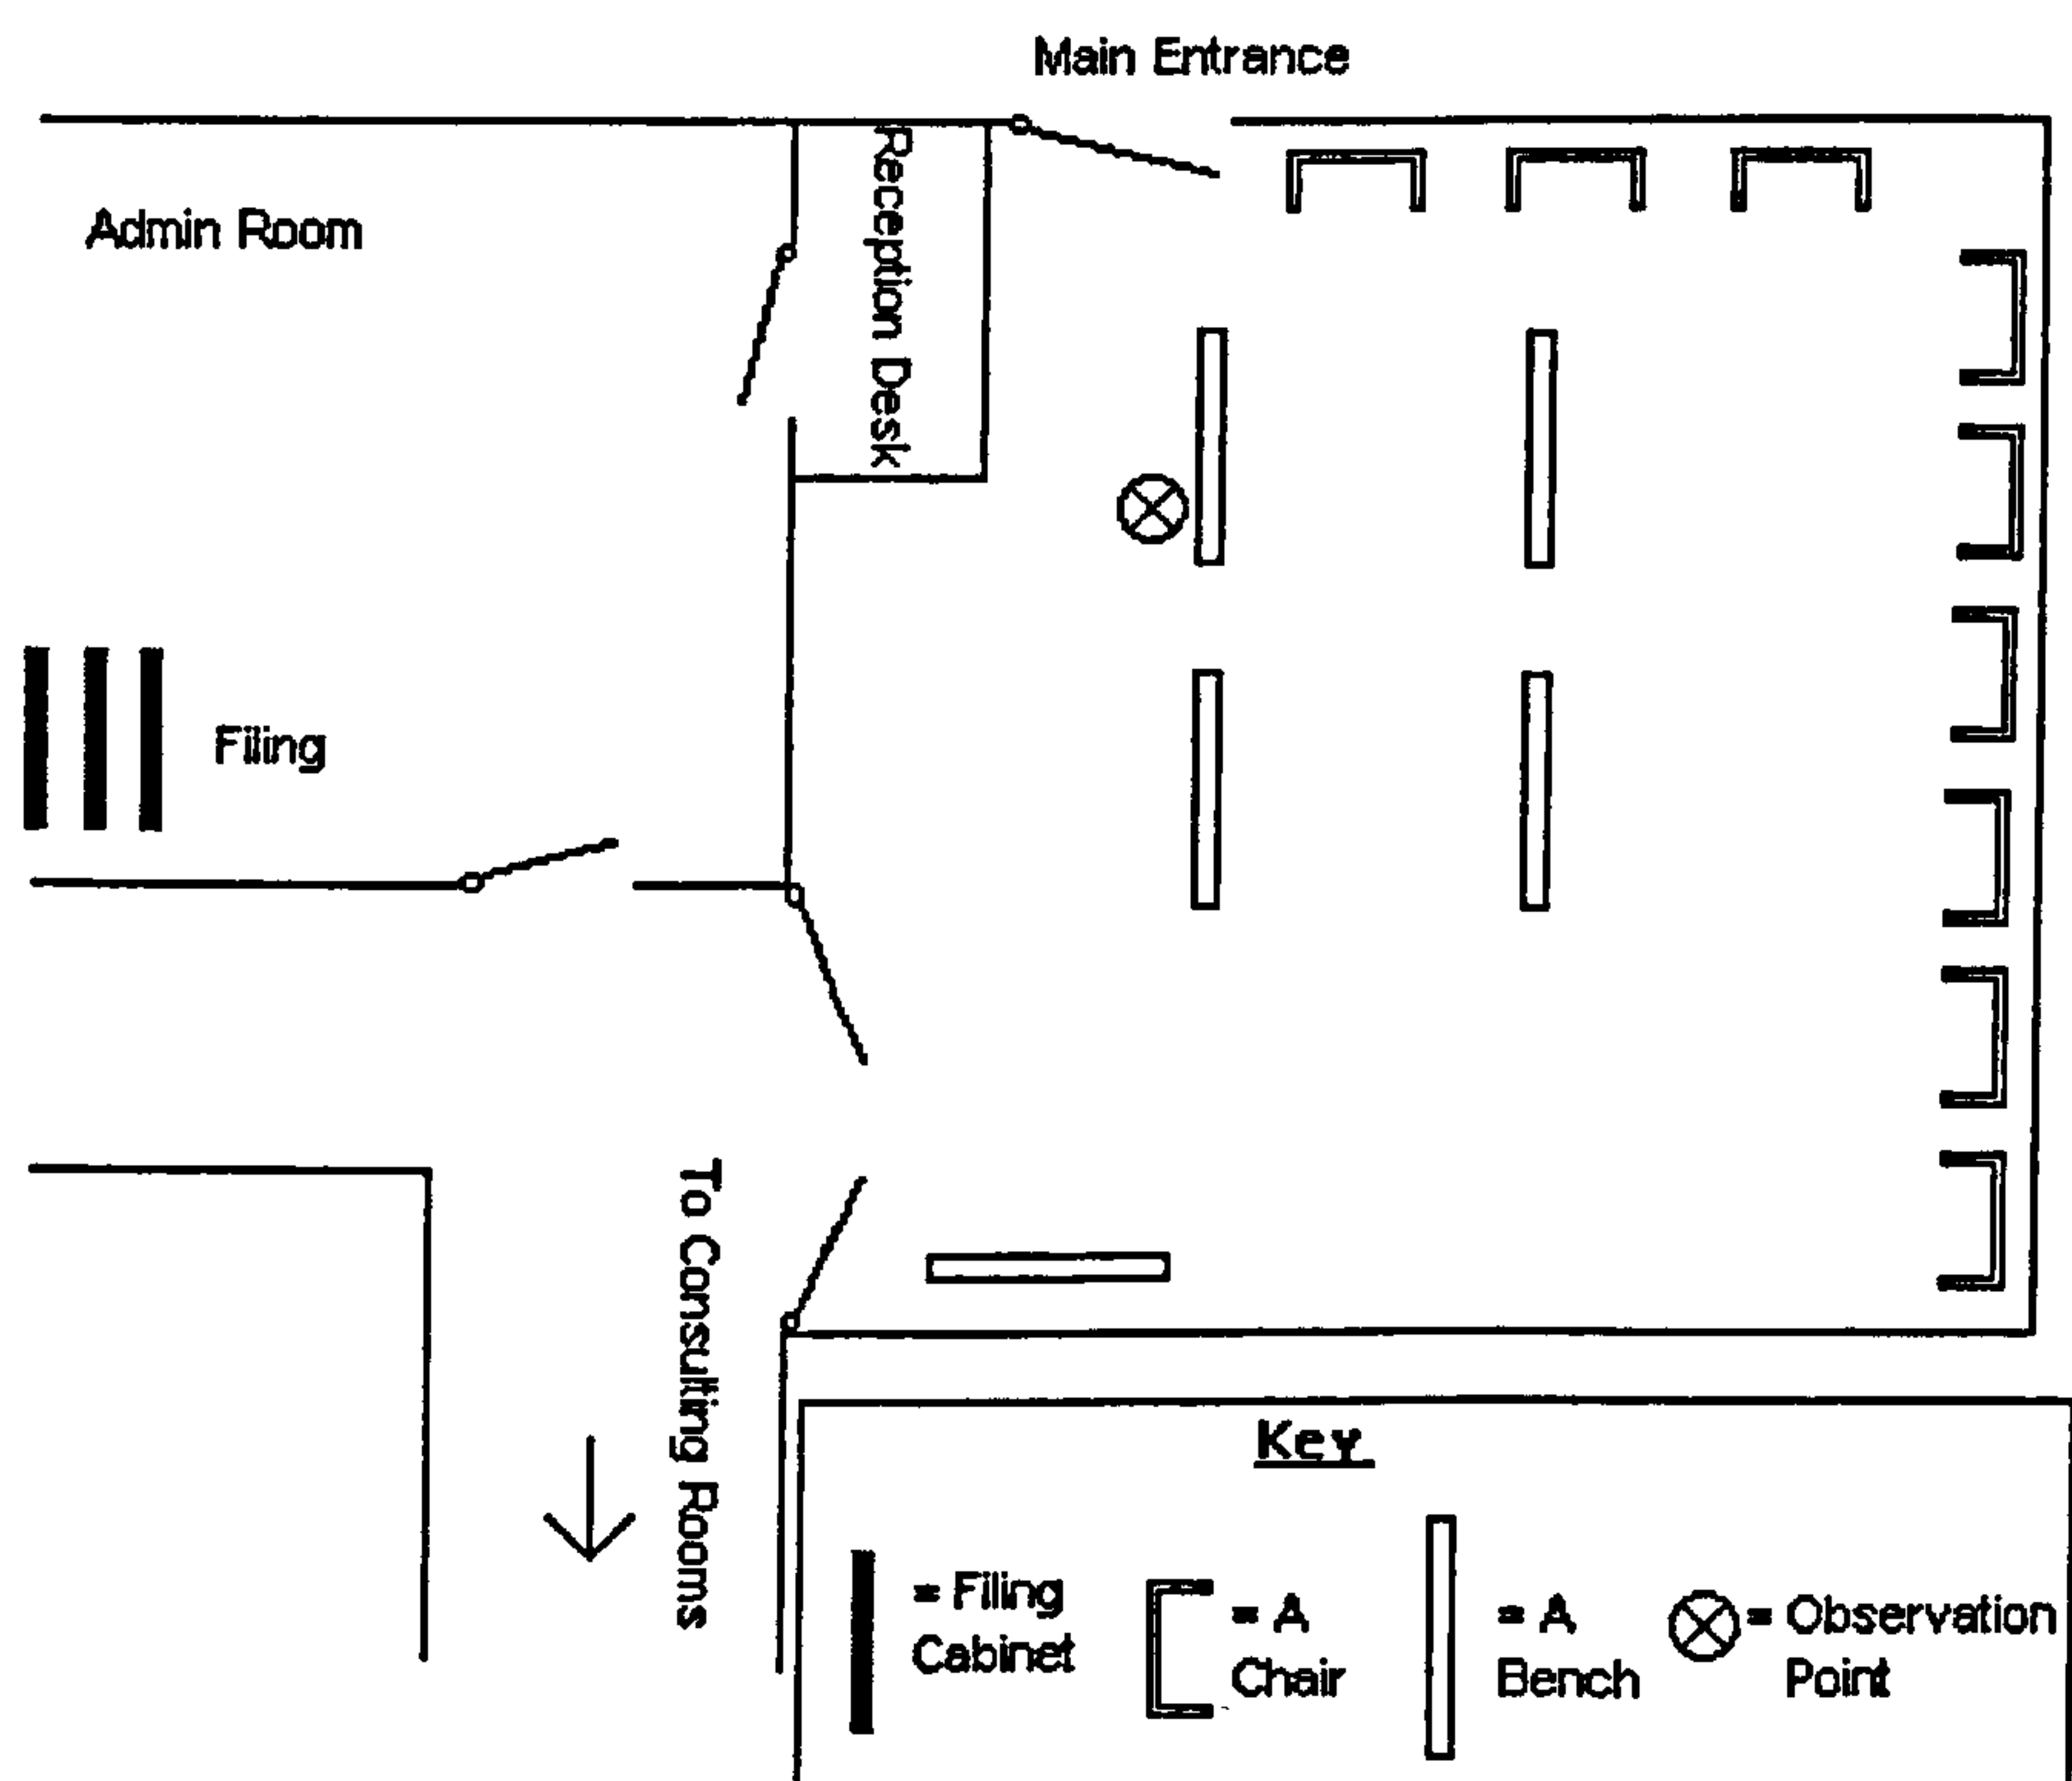 Main Entrance
Admin Room
Reception Desk
Filing
To Consulting Rooms
Key
= Filing
Cabinet
= A
Chair
= A
Bench
= Observation
Point